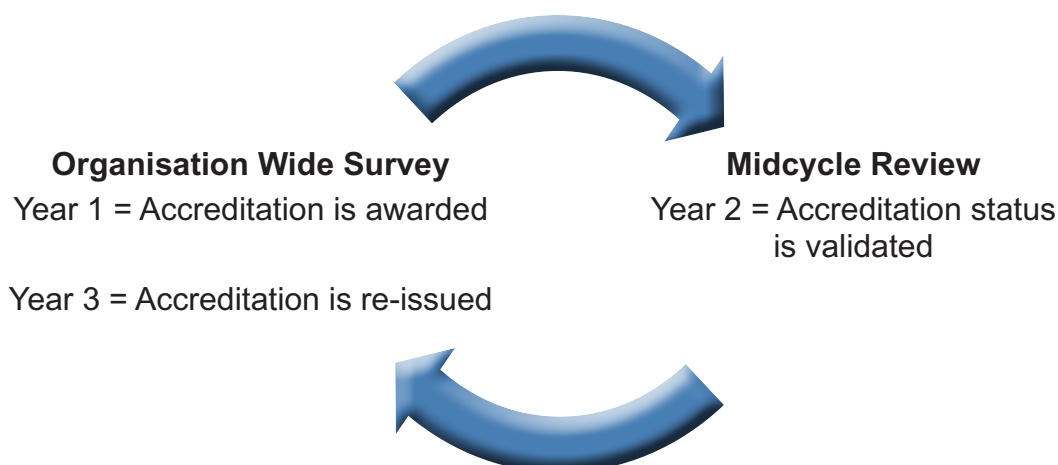 Organisation Wide Survey
Year 1 = Accreditation is awarded
Year 3 = Accreditation is re-issued
Midcycle Review
Year 2 = Accreditation status
is validated